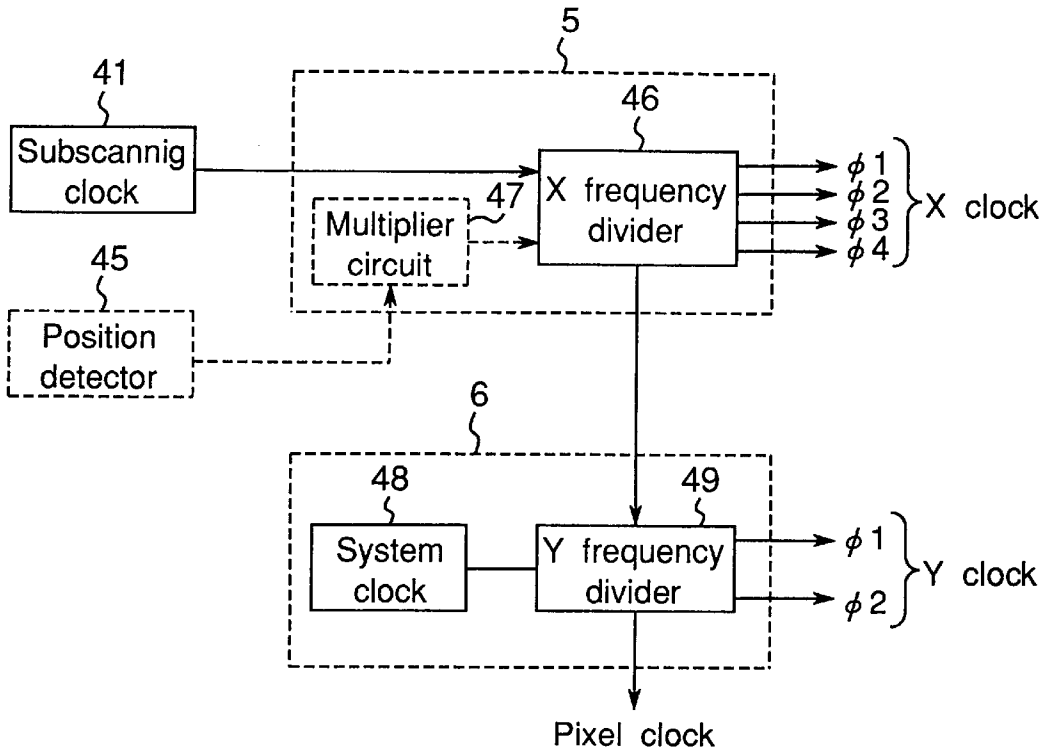 5
41
46
Subscannig
clock
X frequency
divider
φ1
φ2
φ3
φ4
X clock
47
Multiplier
circuit
45
Position
detector
6
48
49
System
clock
Y frequency
divider
φ1
φ2
Y clock
Pixel clock